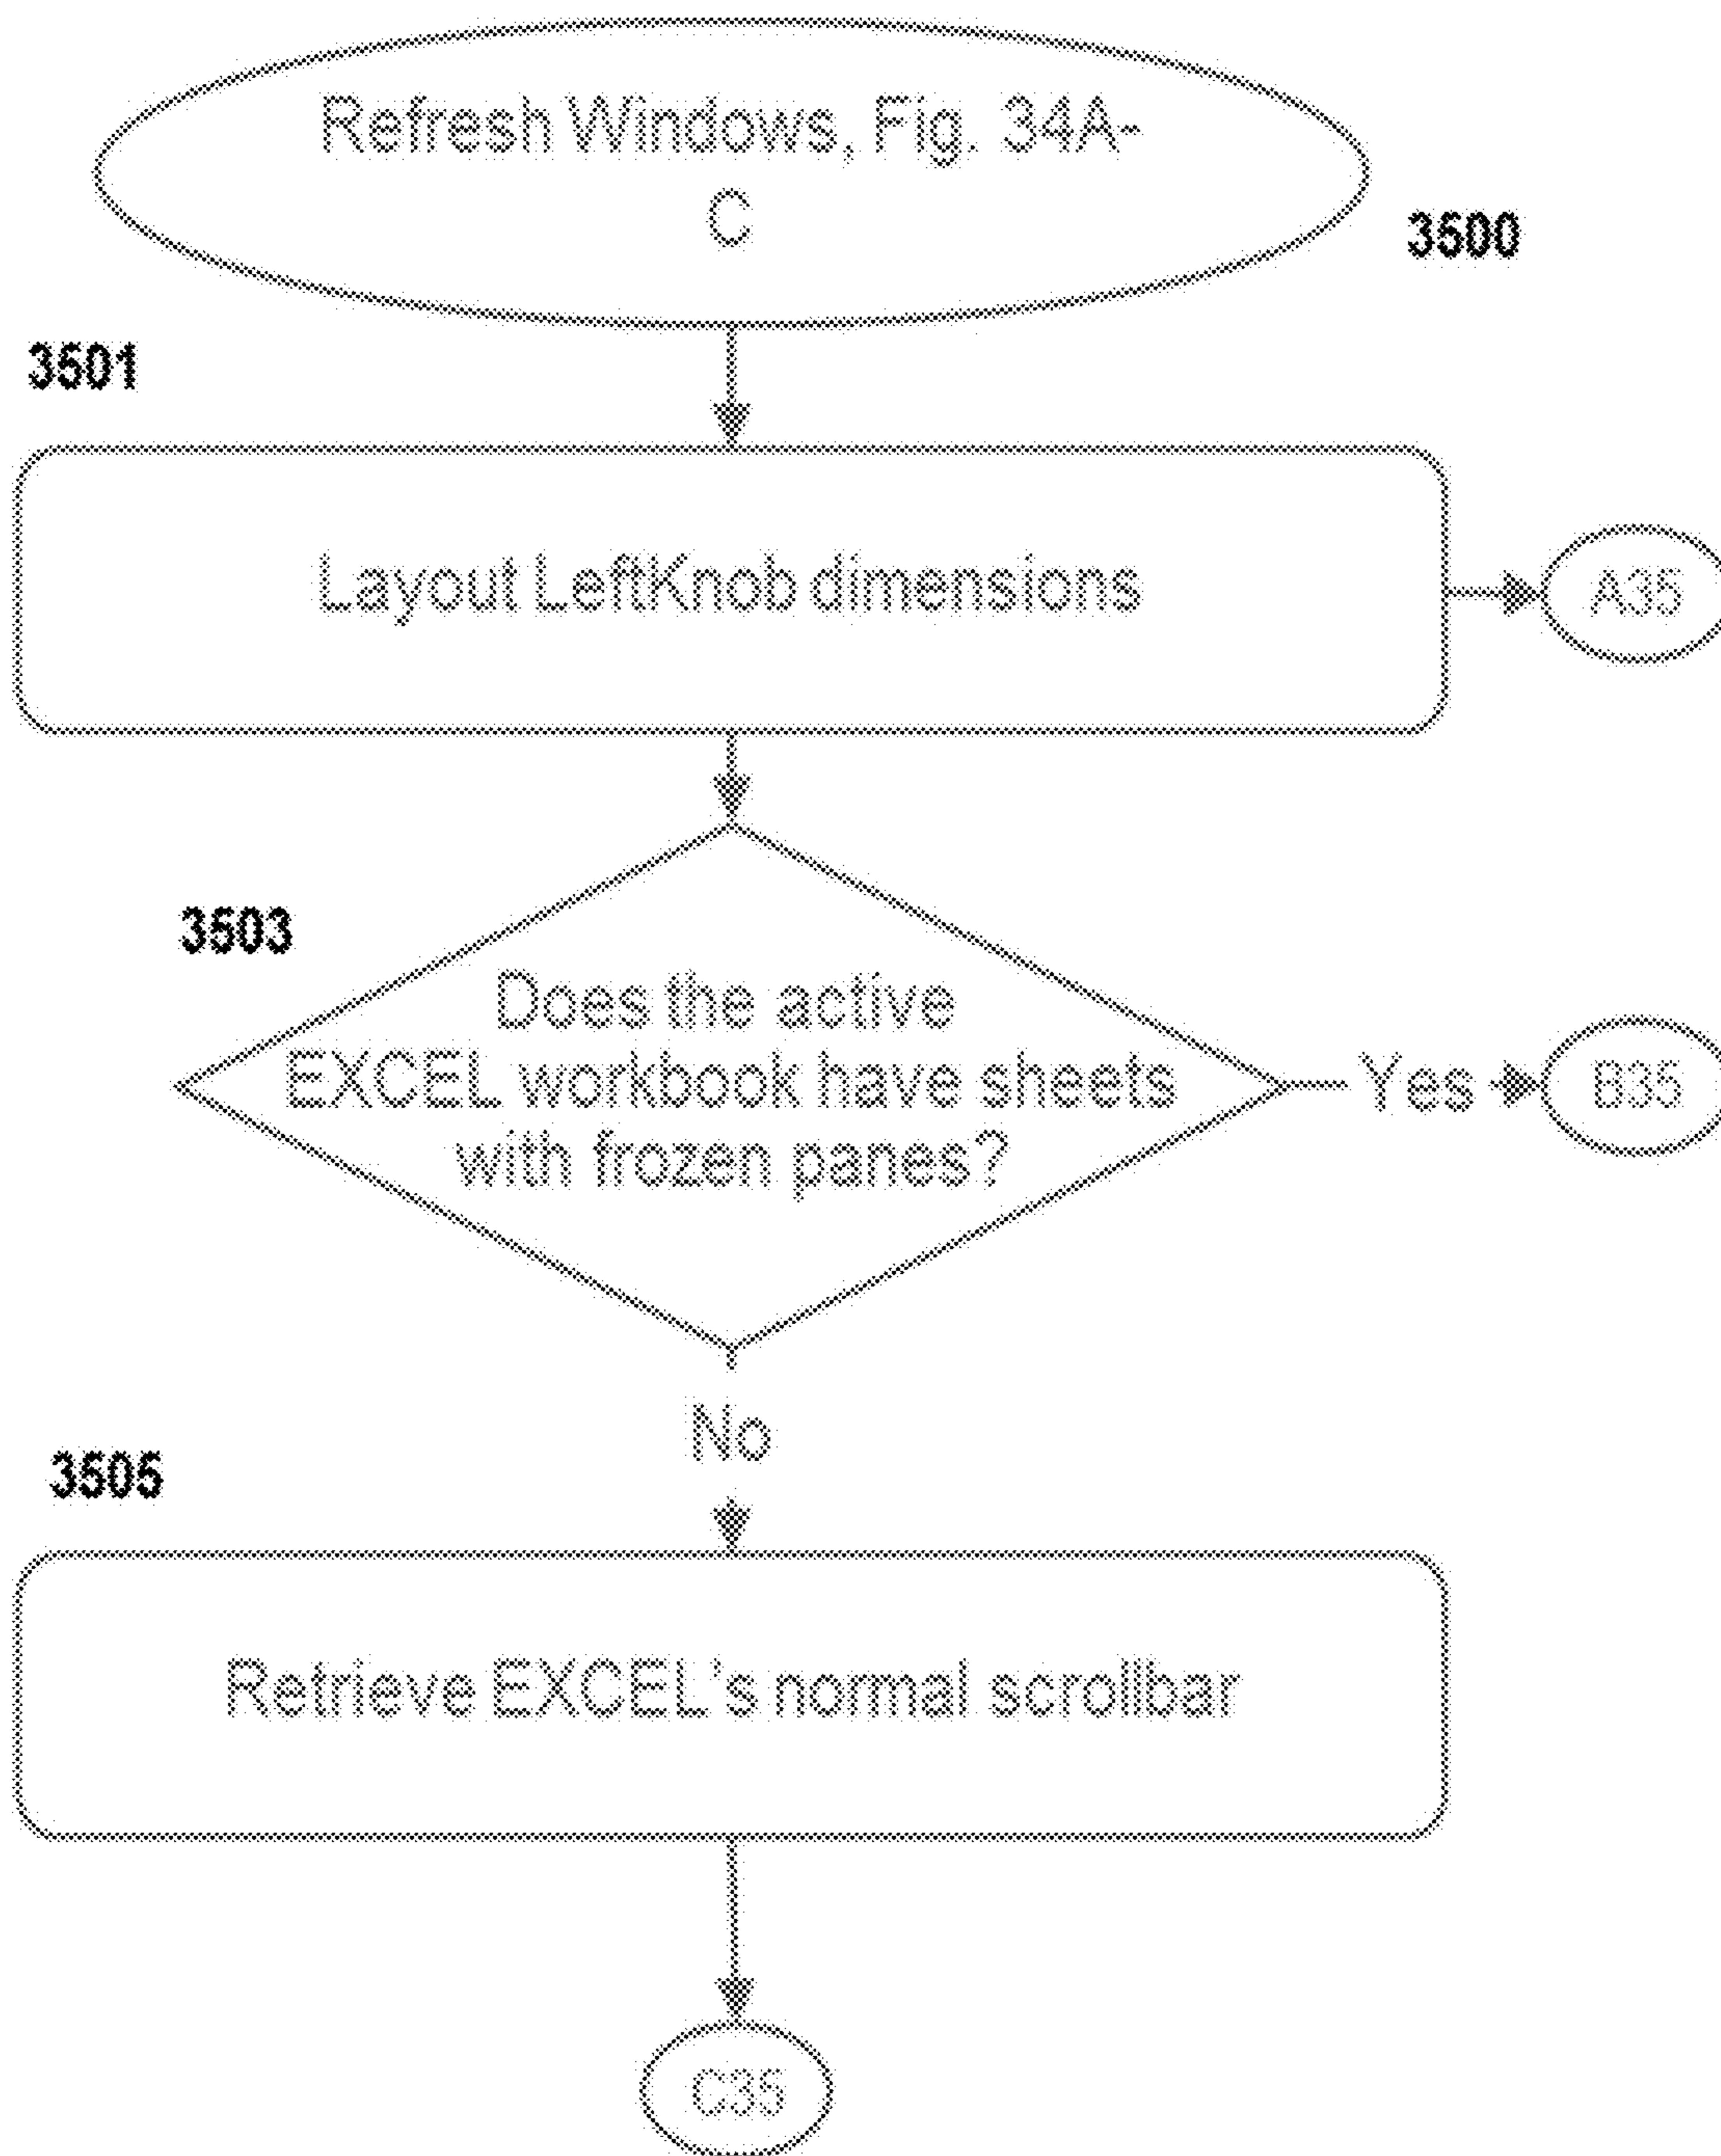 Refresh Windows, Fig. 34A-
C
3500
3501
Layout LeftKnob dimensions
A35
3503
Does the active
EXCEL workbook have sheets
with frozen panes?
Yes
B35
No
3505
Retrieve EXCEL's normal scrollbar
C35